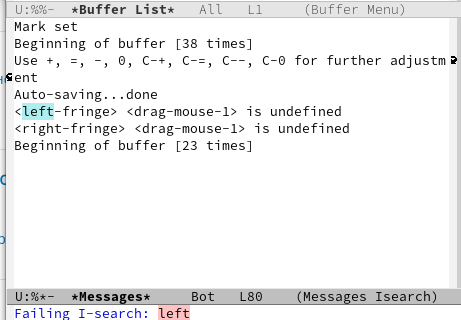 U:%%-  *Buffer List*   All   L1     (Buffer Menu)
Mark set
Beginning of buffer [38 times]
Use +, =, -, 0, C-+, C-=, C--, C-0 for further adjustm
ent
Auto-saving...done
<left-fringe> <drag-mouse-1> is undefined
<right-fringe> <drag-mouse-1> is undefined
Beginning of buffer [23 times]
U:%*-  *Messages*     Bot   L80    (Messages Isearch)
Failing I-search: left